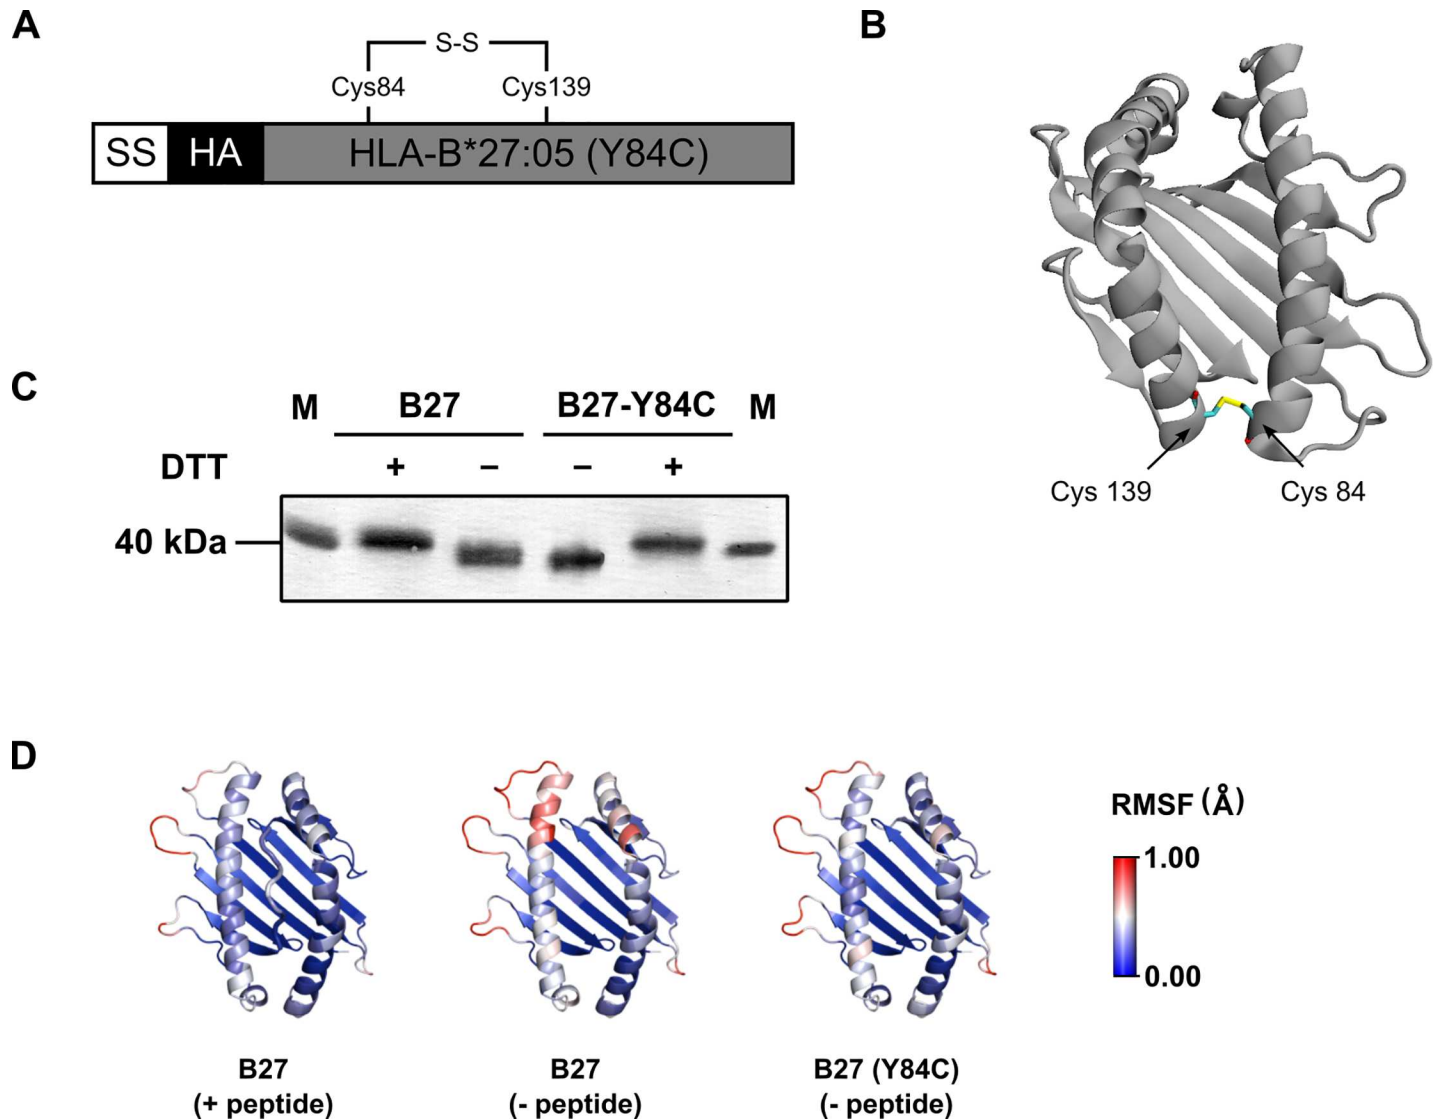 A
S-S
Cys84
Cys139
SS
HA
HLA-B*27:05 (Y84C)
B
Cys 139
Cys 84
C
M
B27
B27-Y84C
M
DTT
+
–
–
+
40 kDa
D
RMSF (Å)
1.00
0.00
B27
(+ peptide)
B27
(- peptide)
B27 (Y84C)
(- peptide)